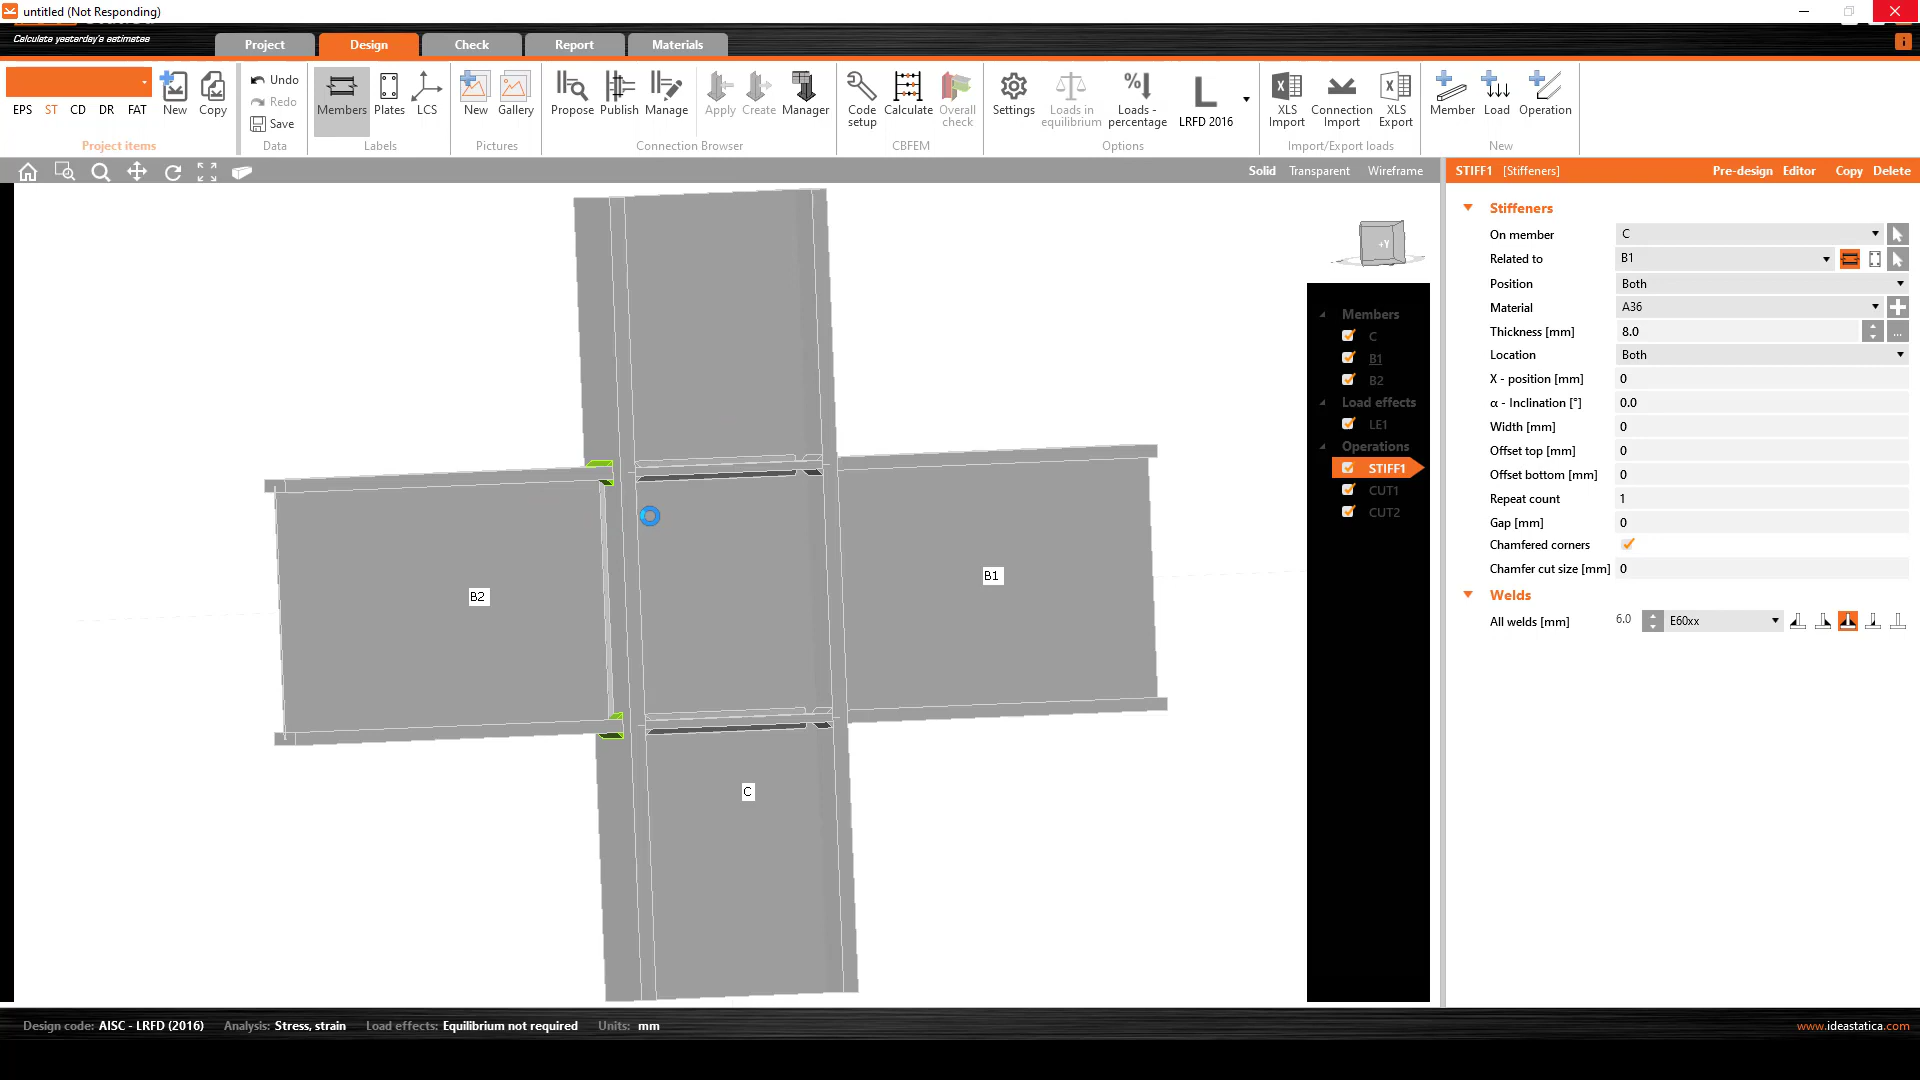 untitled (Not Responding)
Calculate yesterday's estimates
Project
Design
Check
Report
Materials
i
EPS ST CD DR FAT
New
Copy
Project items
Undo
Redo
Save
Data
Members
Plates
LCS
Labels
New
Gallery
Pictures
Propose
Publish
Manage
Apply
Create
Manager
Connection Browser
Code setup
Calculate
Overall check
CBFEM
Settings
Loads in equilibrium
Loads - percentage
LRFD 2016
Options
XLS Import
Connection Import
XLS Export
Import/Export loads
Member
Load
Operation
New
Solid Transparent Wireframe
STIFF1 [Stiffeners] Pre-design Editor Copy Delete
+Y
Members
C
B1
B2
Load effects
LE1
Operations
STIFF1
CUT1
CUT2
B2
B1
C
Stiffeners
On member C
Related to B1
Position Both
Material A36
Thickness [mm] 8.0 ...
Location Both
X - position [mm] 0
α - Inclination [°] 0.0
Width [mm] 0
Offset top [mm] 0
Offset bottom [mm] 0
Repeat count 1
Gap [mm] 0
Chamfered corners
Chamfer cut size [mm] 0
Welds
All welds [mm] 6.0 E60xx
Design code: AISC - LRFD (2016) Analysis: Stress, strain Load effects: Equilibrium not required Units: mm
www.ideastatica.com